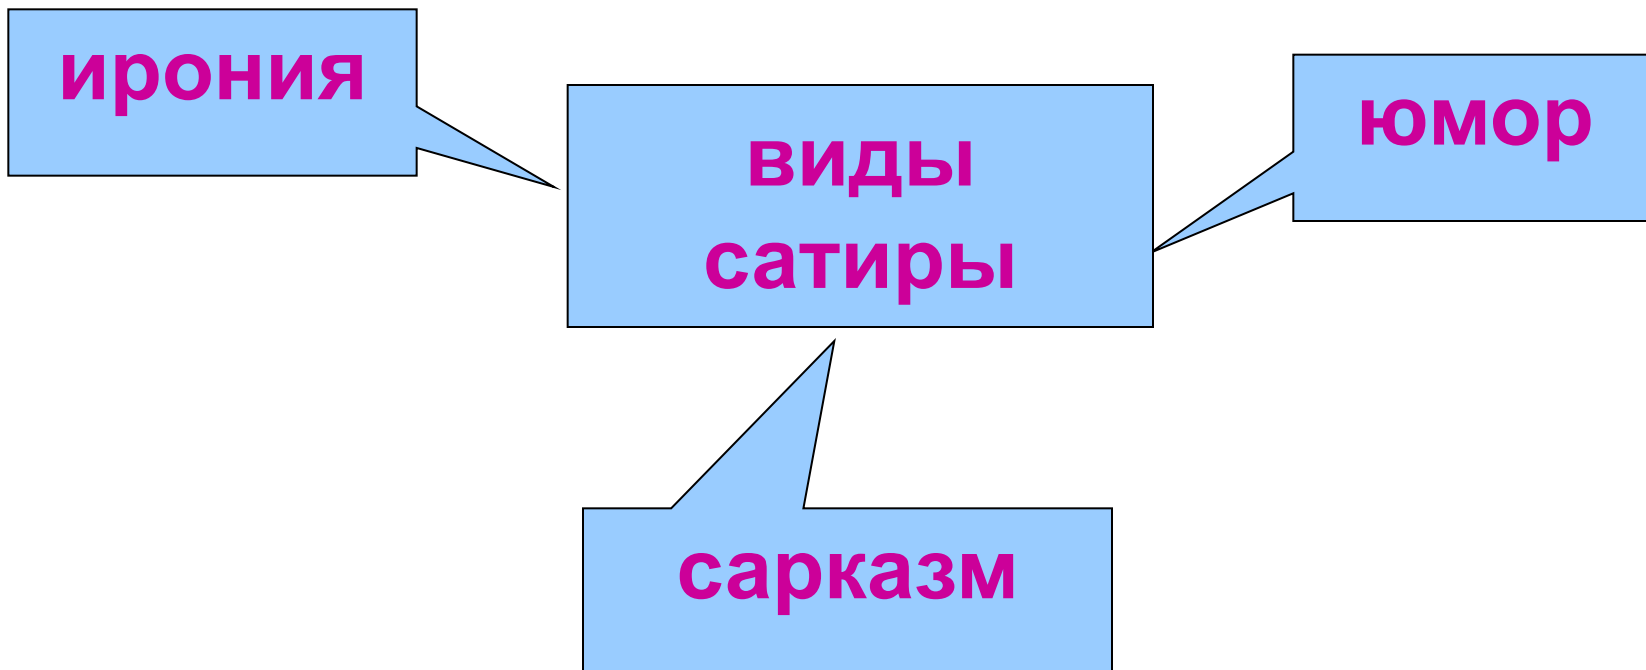 ирония
виды
сатиры
юмор
сарказм